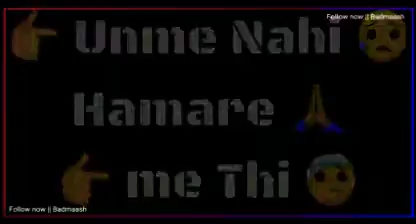 Follow now || Badmaash
👉 Unme Nahi 😰
Hamare 🙏
👉 me Thi 🤕
Follow now || Badmaash